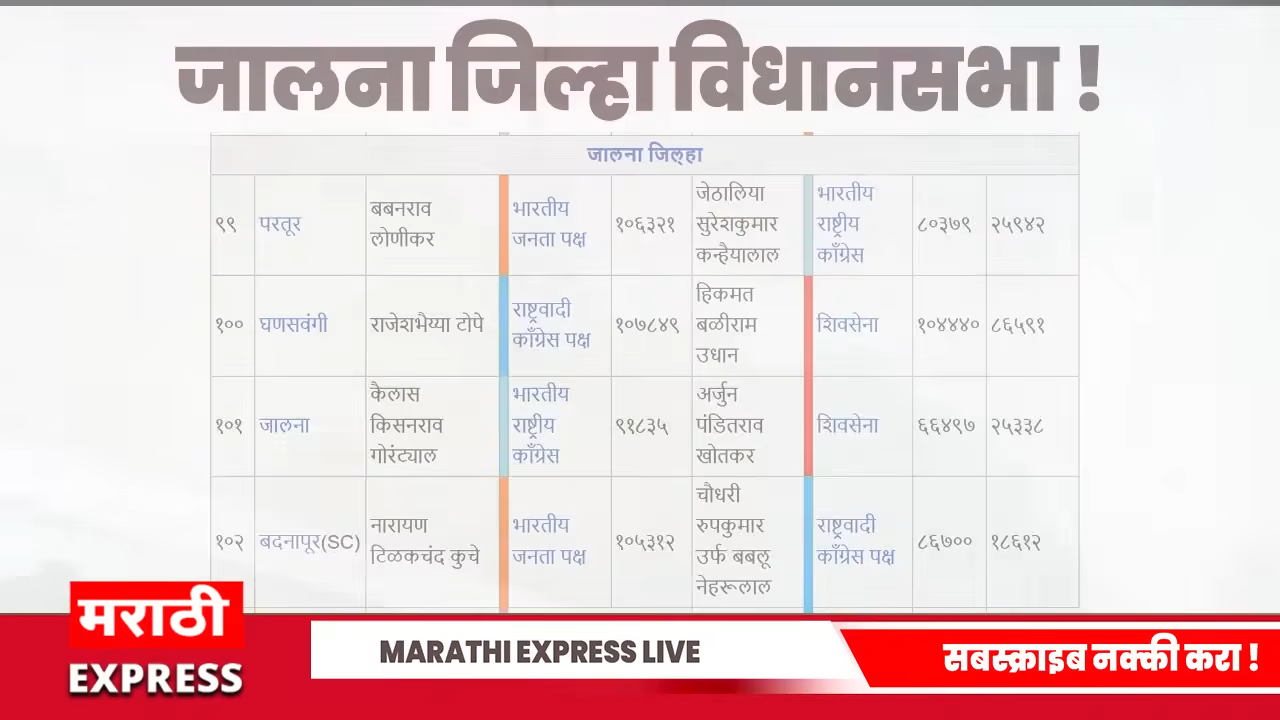 जालना जिल्हा विधानसभा !
जालना जिल्हा
९९ परतूर बबनराव लोणीकर भारतीय जनता पक्ष १०६३२१ जेठालिया सुरेशकुमार कन्हैयालाल भारतीय राष्ट्रीय काँग्रेस ८०३७९ २५९४२
१०० घणसवंगी राजेशभैय्या टोपे राष्ट्रवादी काँग्रेस पक्ष १०७८४९ हिकमत बळीराम उधान शिवसेना १०४४४० ८६५९१
१०१ जालना कैलास किसनराव गोरंट्याल भारतीय राष्ट्रीय काँग्रेस ९१८३५ अर्जुन पंडितराव खोतकर शिवसेना ६६४९७ २५३३८
१०२ बदनापूर(SC) नारायण टिळकचंद कुचे भारतीय जनता पक्ष १०५३१२ चौधरी रुपकुमार उर्फ बबलू नेहरूलाल राष्ट्रवादी काँग्रेस पक्ष ८६७०० १८६१२
मराठी
EXPRESS
MARATHI EXPRESS LIVE
सबस्क्राइब नक्की करा !